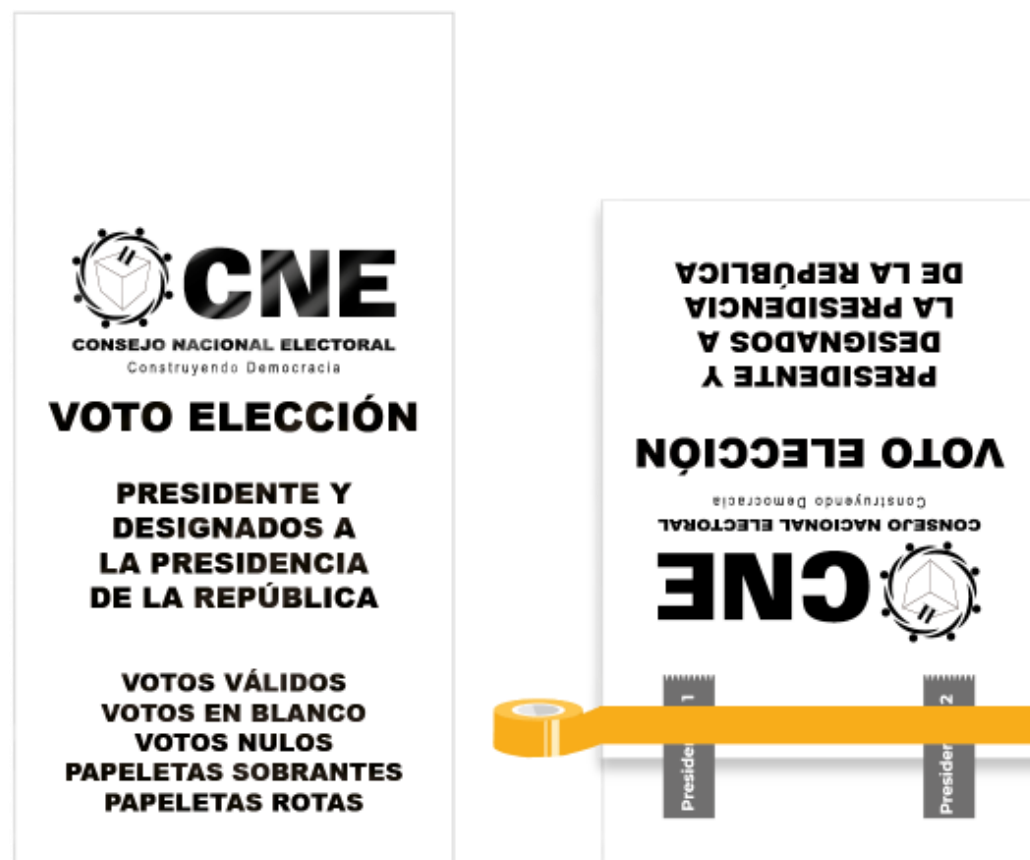 CNE
CONSEJO NACIONAL ELECTORAL
Construyendo Democracia
VOTO ELECCIÓN
PRESIDENTE Y
DESIGNADOS A
LA PRESIDENCIA
DE LA REPÚBLICA
VOTOS VÁLIDOS
VOTOS EN BLANCO
VOTOS NULOS
PAPELETAS SOBRANTES
PAPELETAS ROTAS
CNE
CONSEJO NACIONAL ELECTORAL
Construyendo Democracia
VOTO ELECCIÓN
PRESIDENTE Y
DESIGNADOS A
LA PRESIDENCIA
DE LA REPÚBLICA
1
2